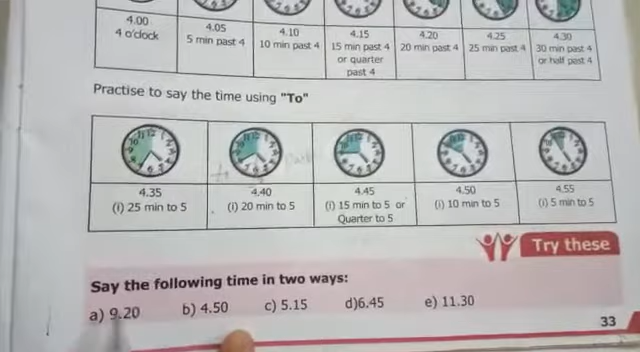 4.00 4.05 4.10 4.15 4.20 4.25 4.30
4 o'clock 5 min past 4 10 min past 4 15 min past 4 20 min past 4 25 min past 4 30 min past 4
or quarter or half past 4
past 4
Practise to say the time using "To"
4.35 4.40 4.45 4.50 4.55
(i) 25 min to 5 (i) 20 min to 5 (i) 15 min to 5 or (i) 10 min to 5 (i) 5 min to 5
Quarter to 5
Try these
Say the following time in two ways:
a) 9.20 b) 4.50 c) 5.15 d)6.45 e) 11.30
33